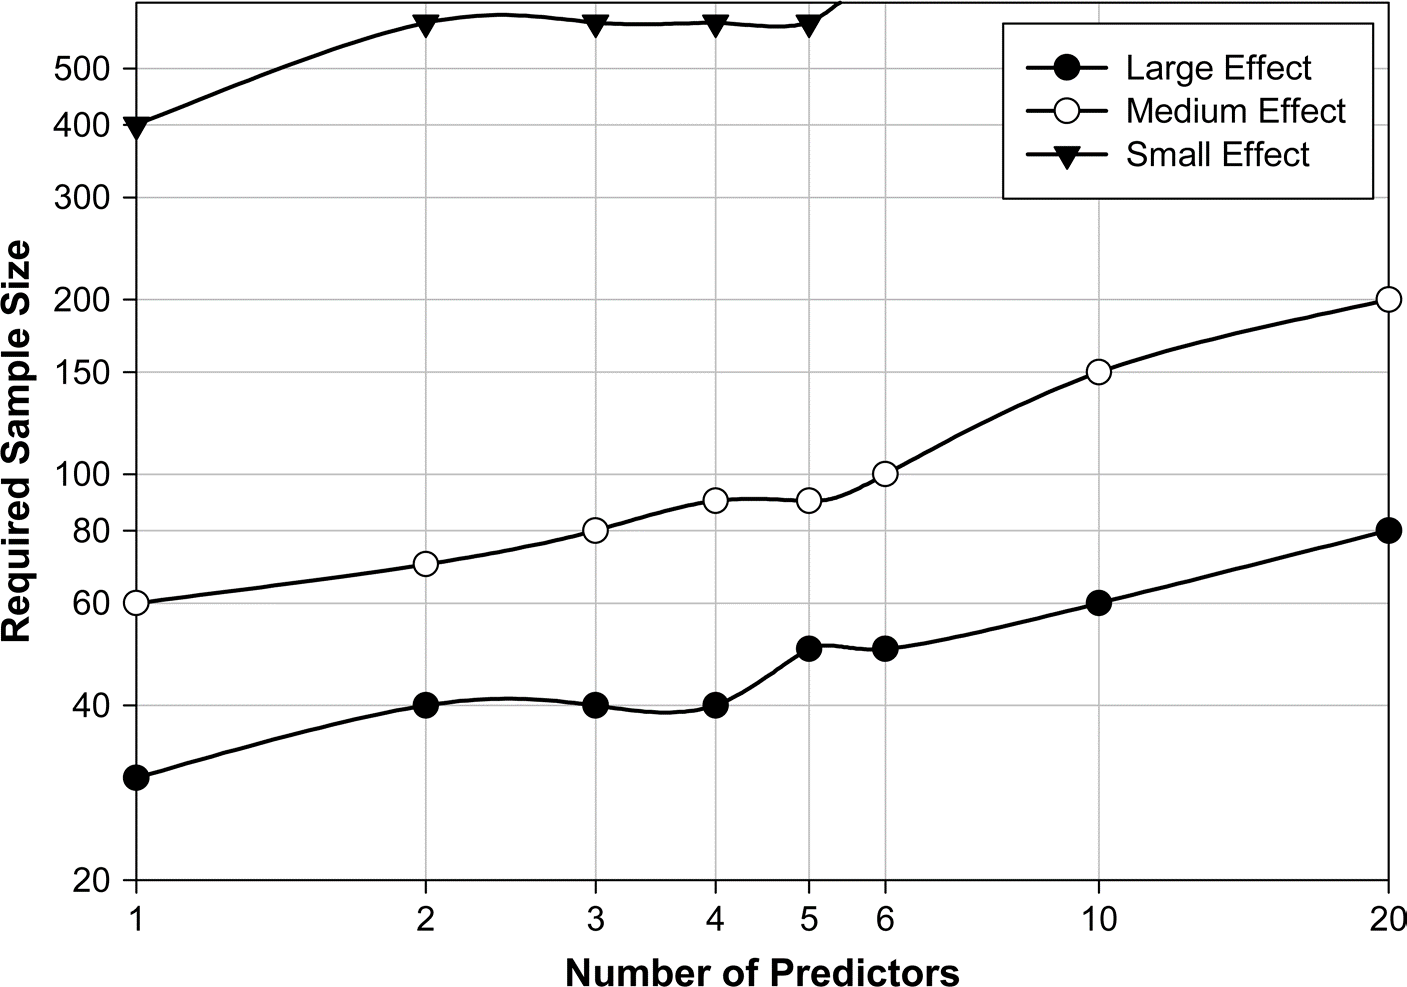 500
400
300
200
150
100
80
60
40
20
Required Sample Size
Large Effect
Medium Effect
Small Effect
1 2 3 4 5 6 10 20
Number of Predictors